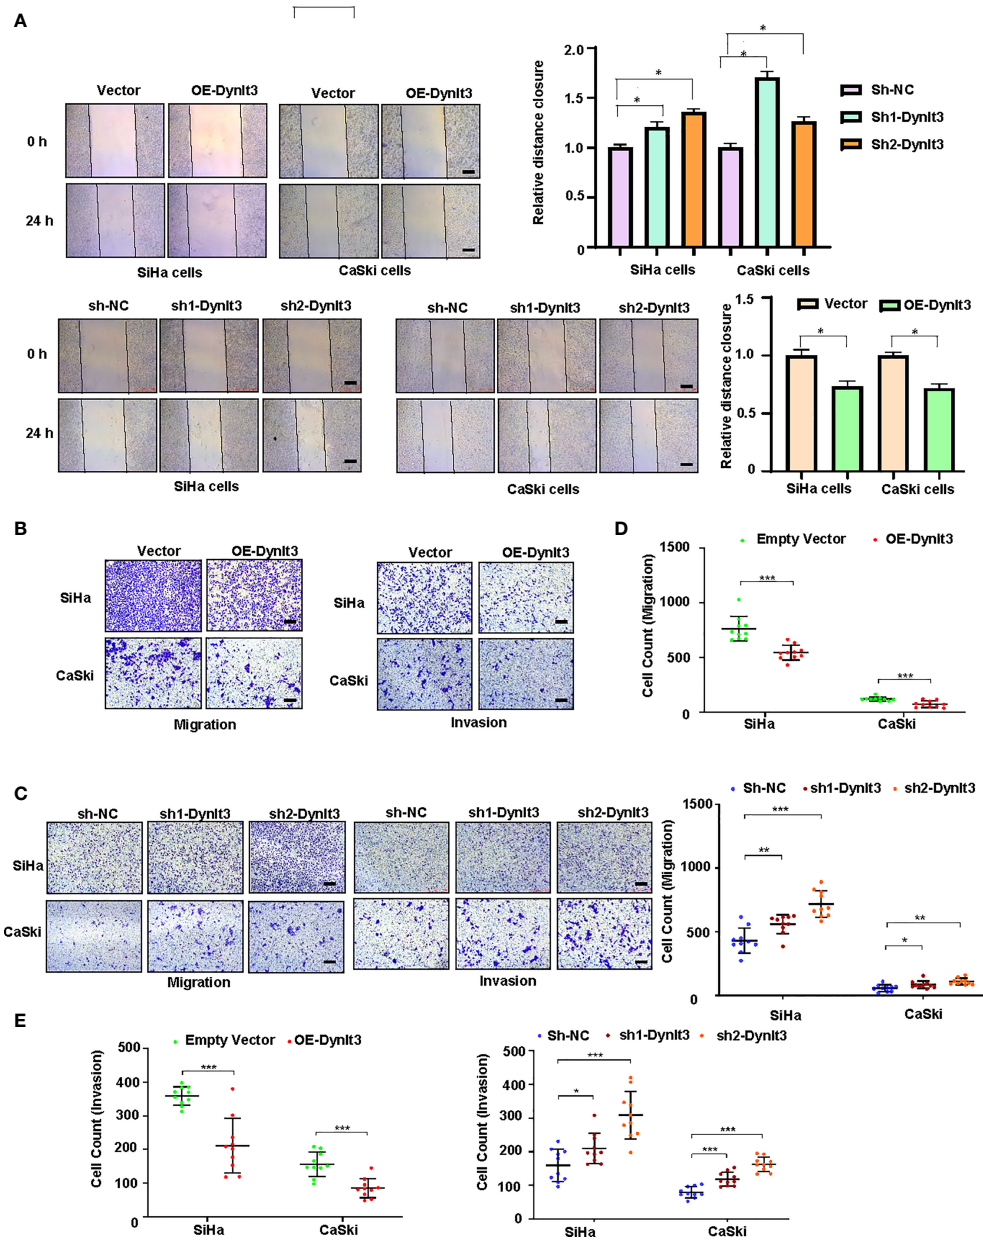 A
Vector OE-Dynlt3 Vector OE-Dynlt3
0 h
24 h
SiHa cells CaSki cells
2.0
1.5
1.0
0.5
0
Relative distance closure
* * * *
SiHa cells CaSki cells
Sh-NC
Sh1-Dynlt3
Sh2-Dynlt3
sh-NC sh1-Dynlt3 sh2-Dynlt3 sh-NC sh1-Dynlt3 sh2-Dynlt3
0 h
24 h
SiHa cells CaSki cells
Vector OE-Dynlt3
1.5
1.0
0.5
0
Relative distance closure
* *
SiHa cells CaSki cells
B
Vector OE-Dynlt3 Vector OE-Dynlt3
SiHa SiHa
CaSki CaSki
Migration Invasion
D
Empty Vector OE-Dynlt3
1500
1000
500
0
Cell Count (Migration)
*** ***
SiHa CaSki
C
sh-NC sh1-Dynlt3 sh2-Dynlt3 sh-NC sh1-Dynlt3 sh2-Dynlt3
SiHa
CaSki
Migration Invasion
Sh-NC sh1-Dynlt3 sh2-Dynlt3
1500
1000
500
0
Cell Count (Migration)
*** ** ** *
SiHa CaSki
E
Empty Vector OE-Dynlt3
500
400
300
200
100
0
Cell Count (Invasion)
*** ***
SiHa CaSki
Sh-NC sh1-Dynlt3 sh2-Dynlt3
500
400
300
200
100
0
Cell Count (Invasion)
*** * *** ***
SiHa CaSki